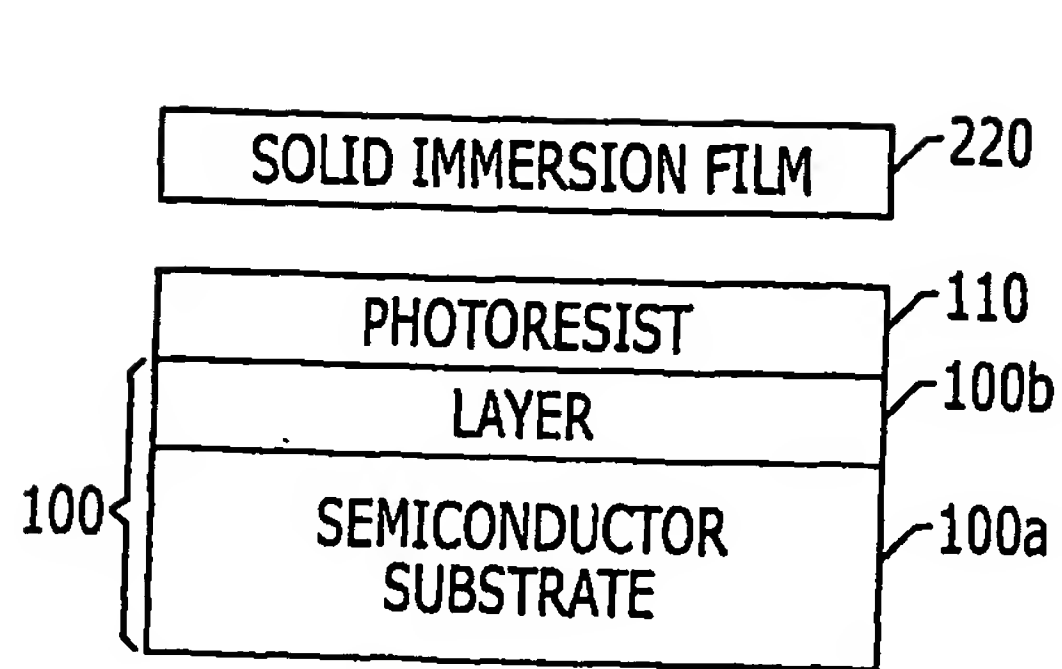 SOLID IMMERSION FILM
220
PHOTORESIST
110
LAYER
100b
100
SEMICONDUCTOR
SUBSTRATE
100a